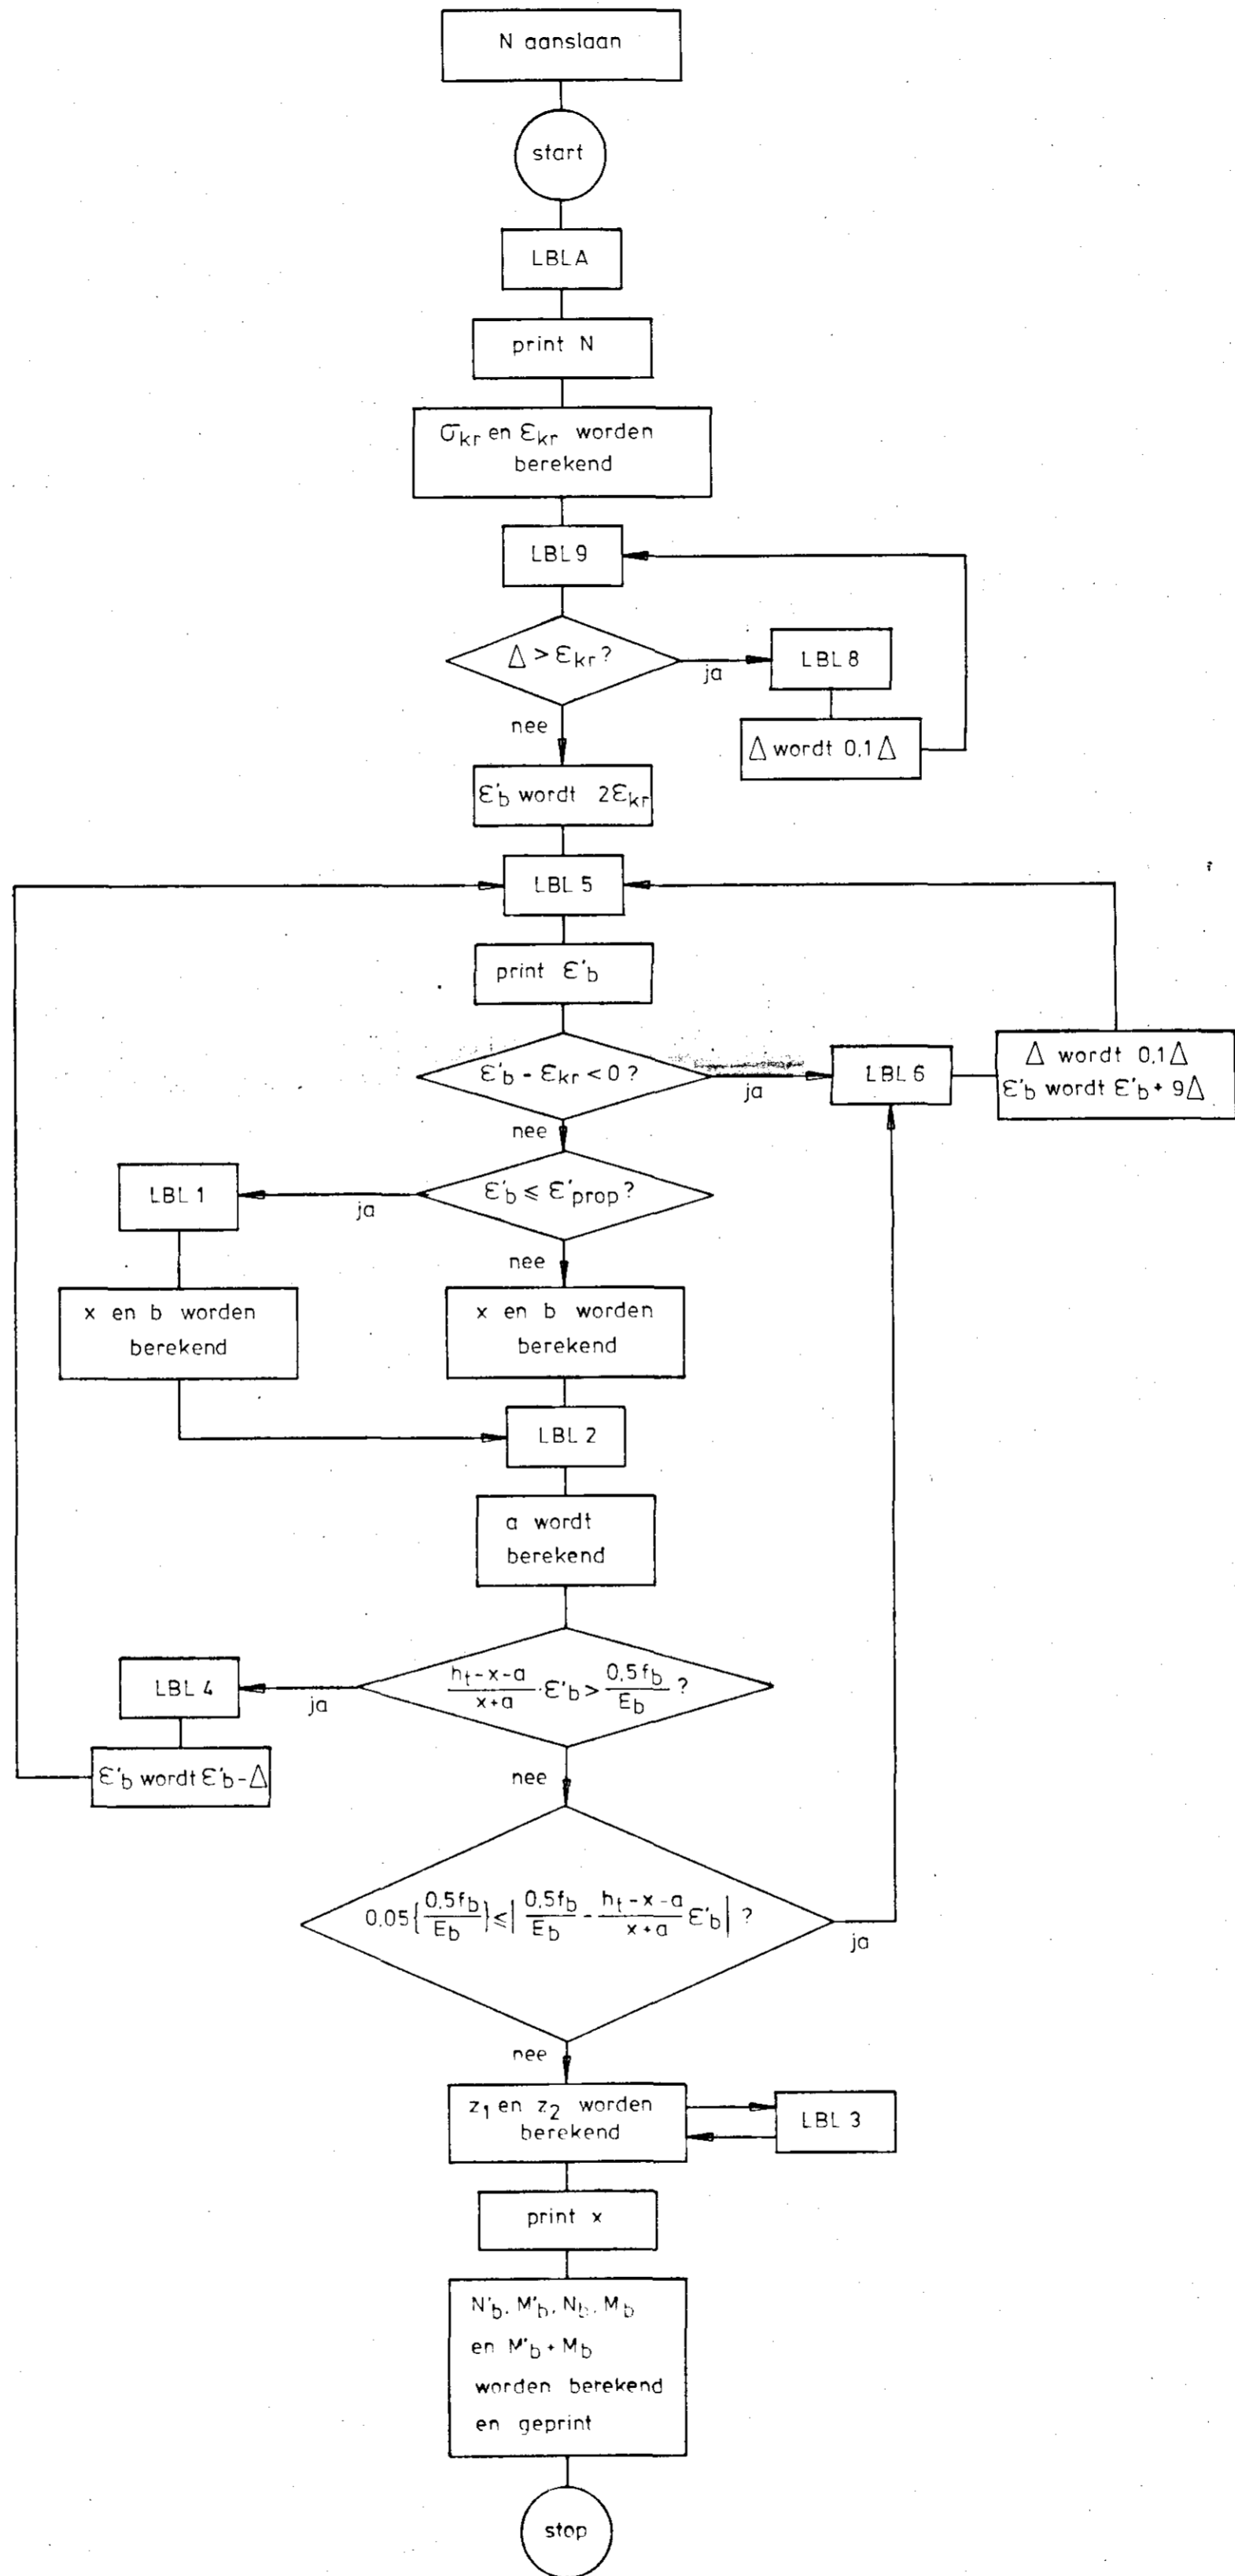 N aanslaan
start
LBLA
print N
σkr en εkr worden
berekend
LBL9
Δ > εkr ?
ja
LBL 8
nee
Δ wordt 0,1 Δ
ε'b wordt 2εkr
LBL 5
print ε'b
ε'b - εkr < 0 ?
ja
LBL 6
Δ wordt 0,1Δ
ε'b wordt ε'b + 9Δ
nee
LBL 1
ja
ε'b ⩽ ε'prop ?
nee
x en b worden
berekend
x en b worden
berekend
LBL 2
a wordt
berekend
LBL 4
ja
(ht-x-a)/(x+a) · ε'b > 0,5fb/Eb ?
ε'b wordt ε'b-Δ
nee
0,05{0,5fb/Eb} ⩽ | 0,5fb/Eb - (ht-x-a)/(x+a) ε'b | ?
ja
nee
z1 en z2 worden
berekend
LBL 3
print x
N'b, M'b, Nb, Mb
en M'b + Mb
worden berekend
en geprint
stop